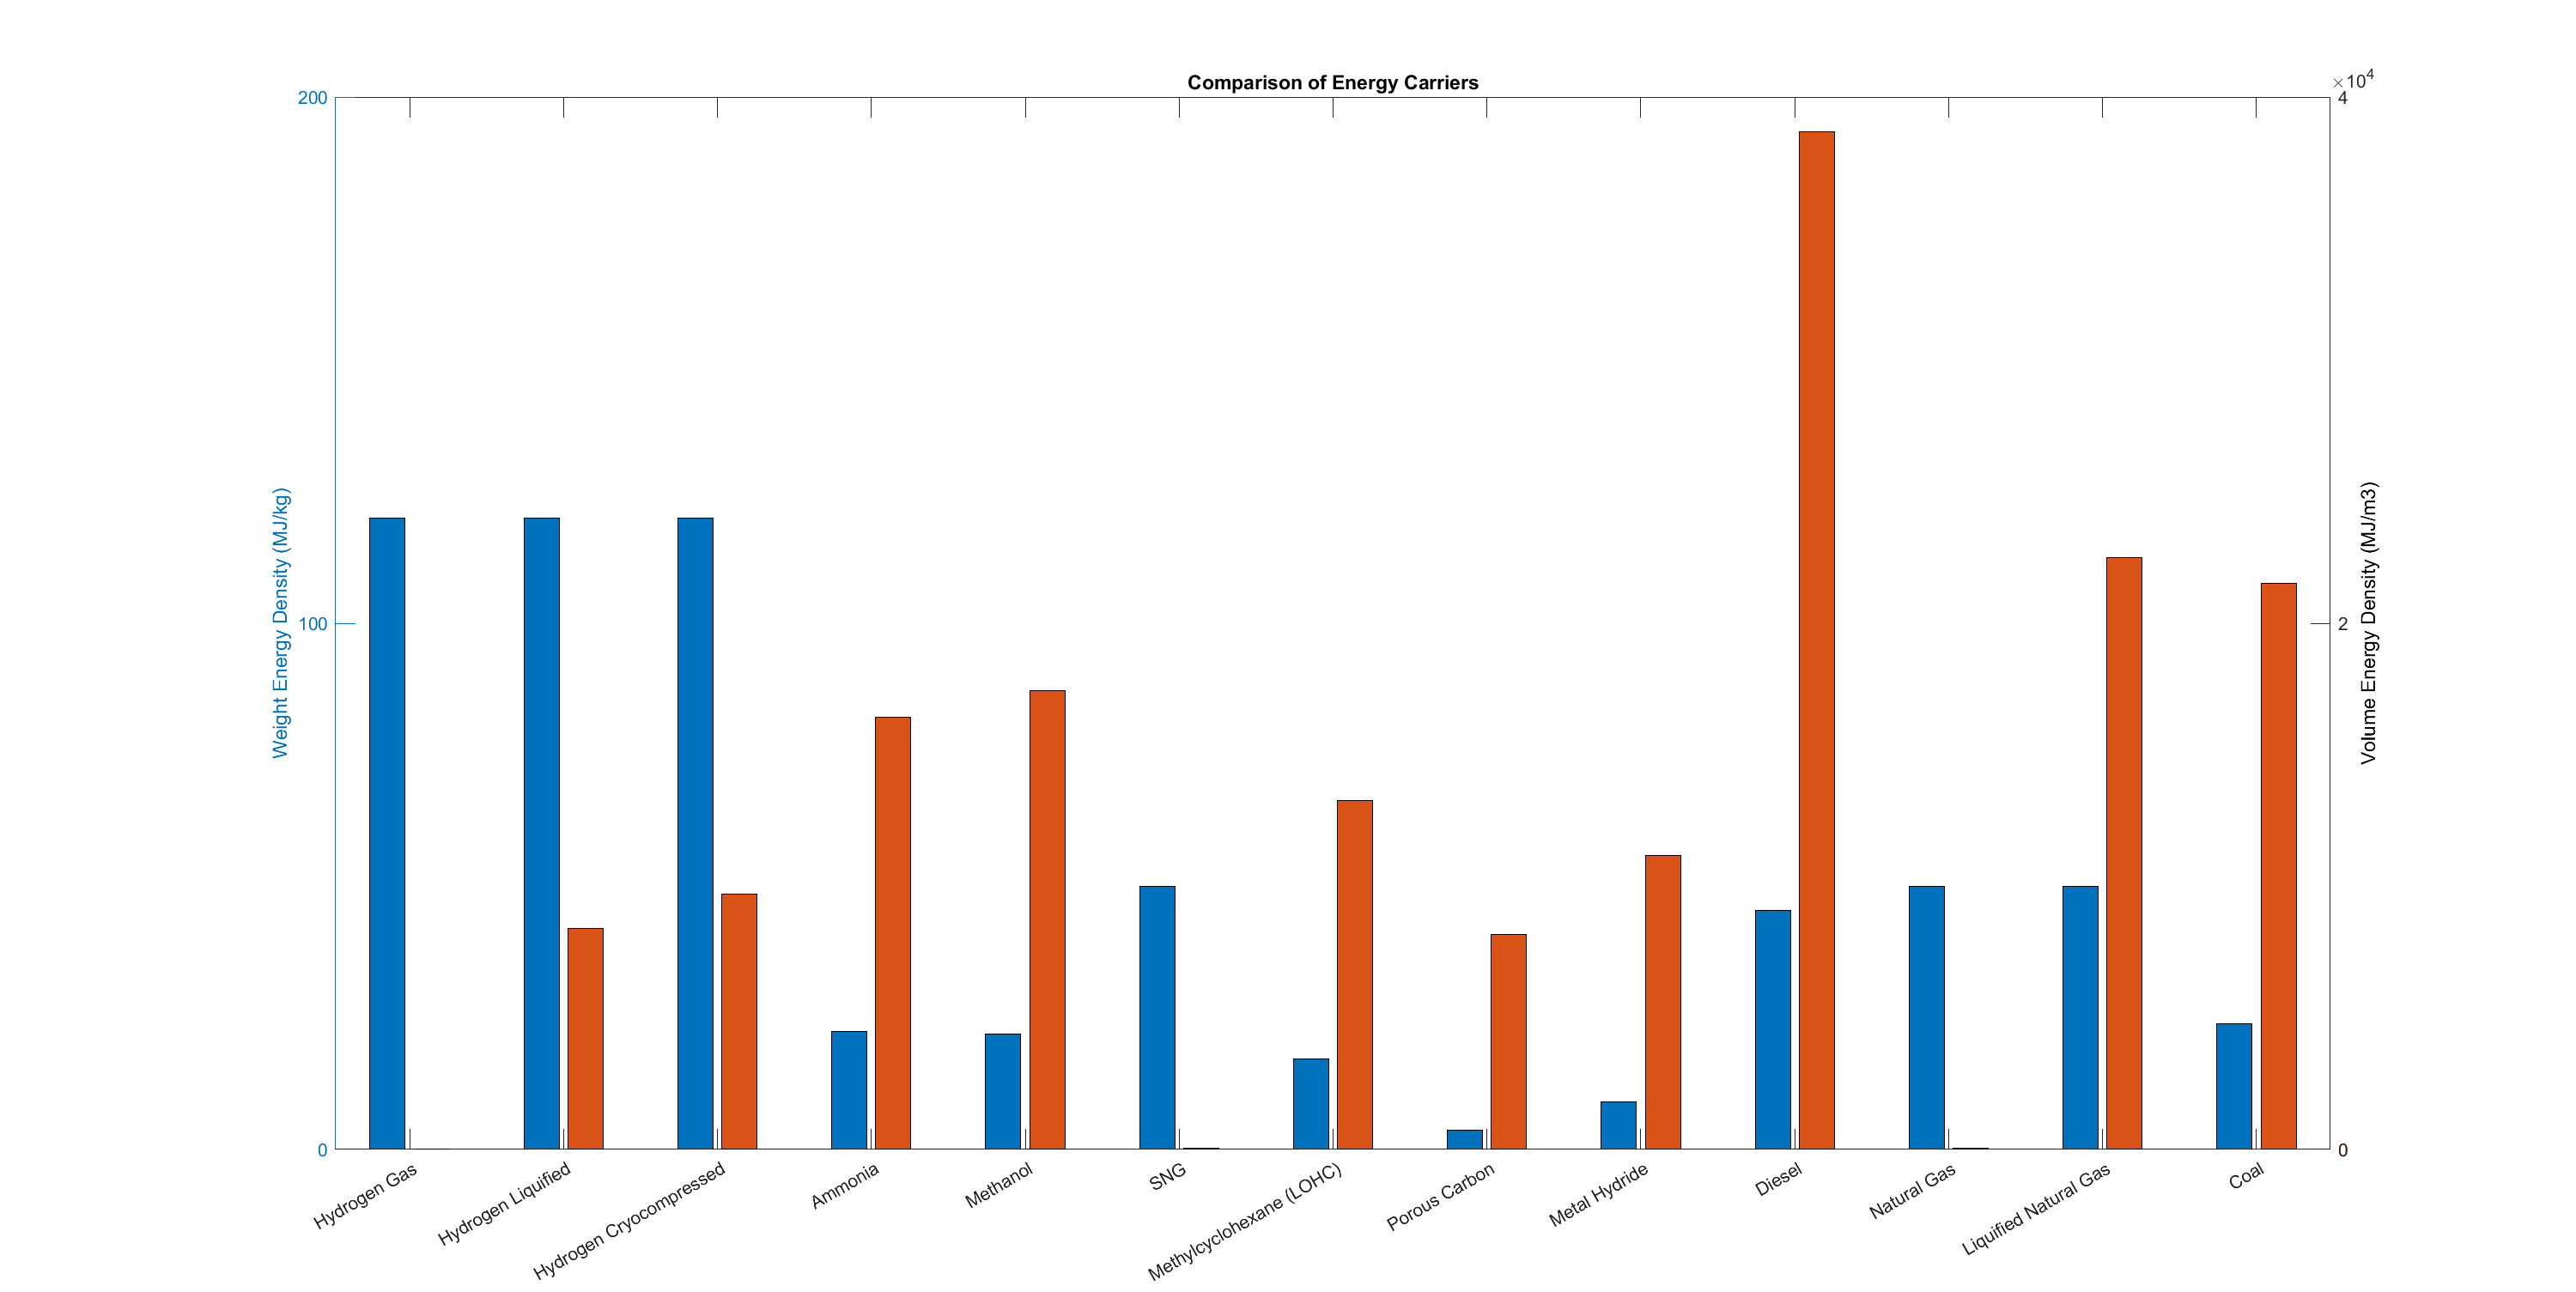 Comparison of Energy Carriers
×10^4
200
100
0
Weight Energy Density (MJ/kg)
4
2
0
Volume Energy Density (MJ/m3)
Hydrogen Gas
Hydrogen Liquified
Hydrogen Cryocompressed
Ammonia
Methanol
SNG
Methylcyclohexane (LOHC)
Porous Carbon
Metal Hydride
Diesel
Natural Gas
Liquified Natural Gas
Coal